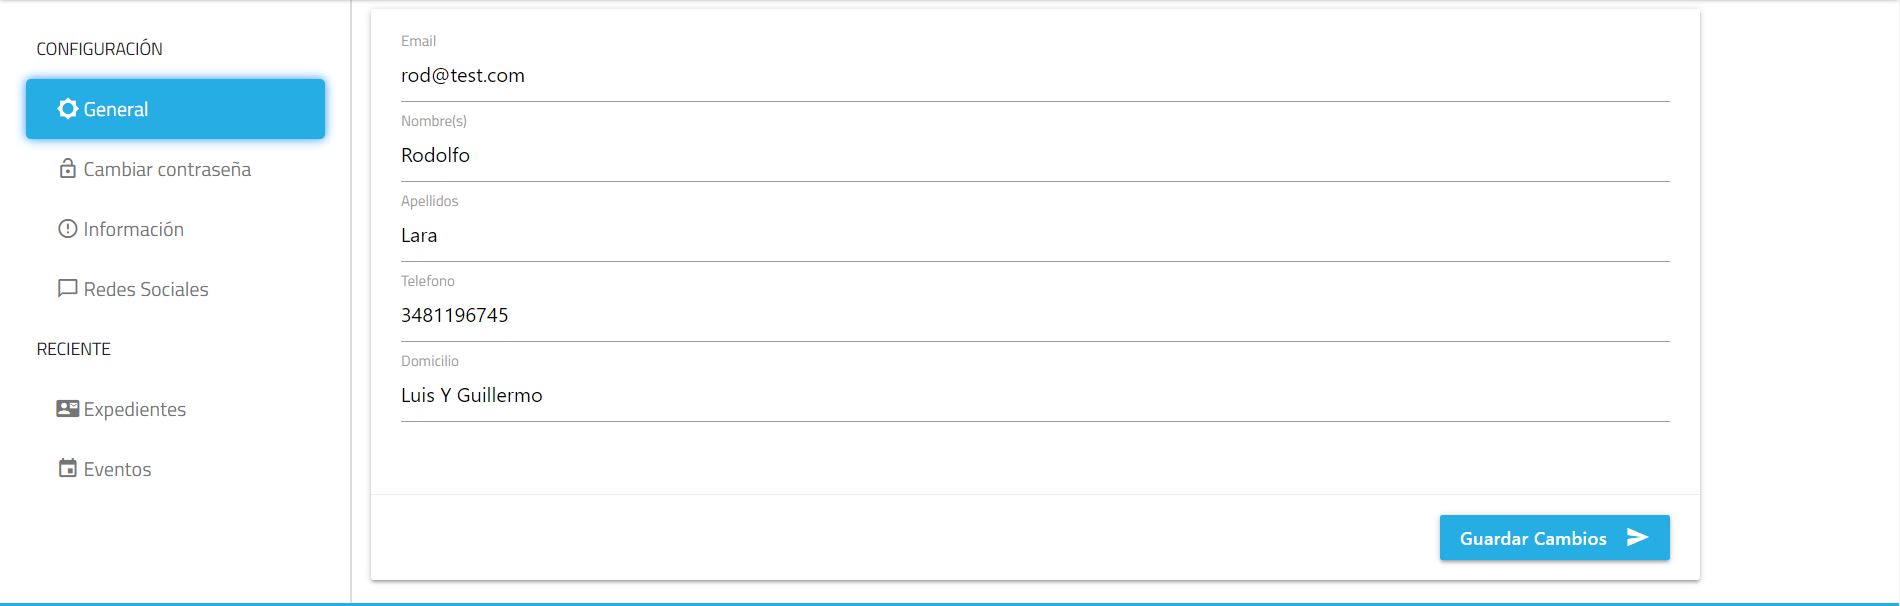 CONFIGURACIÓN
General
Cambiar contraseña
Información
Redes Sociales
RECIENTE
Expedientes
Eventos
Email
rod@test.com
Nombre(s)
Rodolfo
Apellidos
Lara
Telefono
3481196745
Domicilio
Luis Y Guillermo
Guardar Cambios